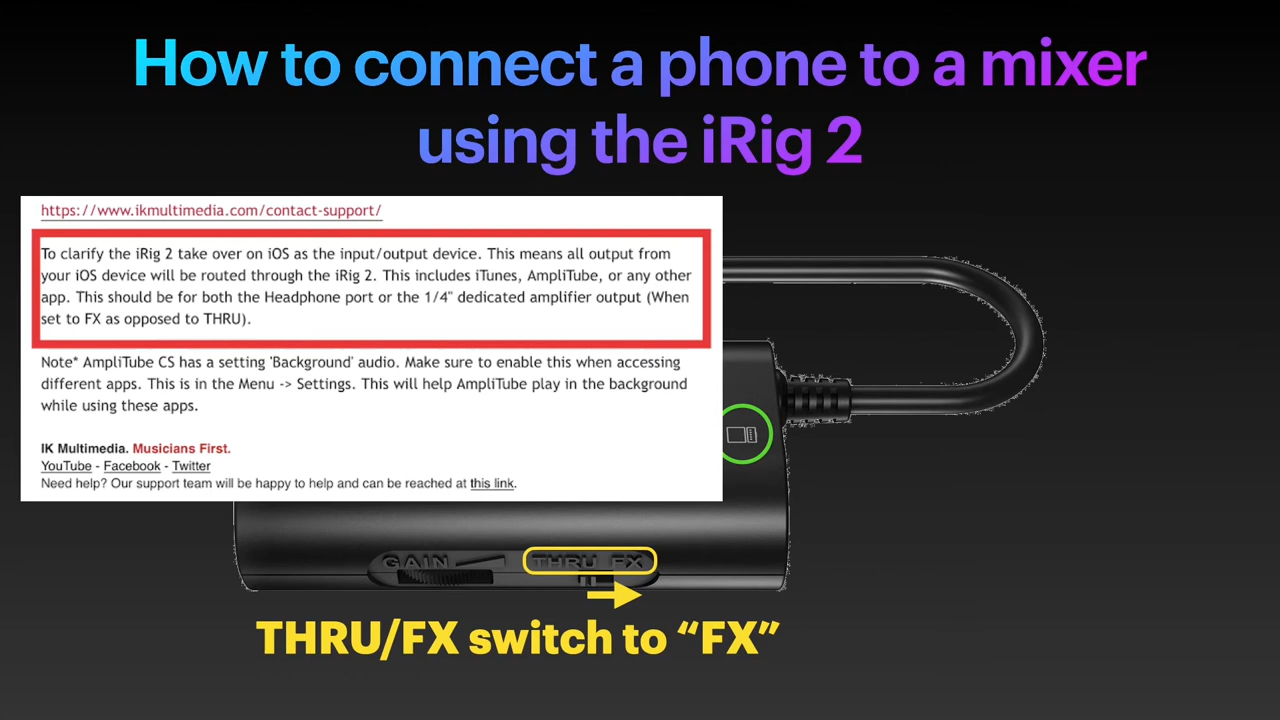 How to connect a phone to a mixer
using the iRig 2
https://www.ikmultimedia.com/contact-support/
To clarify the iRig 2 take over on iOS as the input/output device. This means all output from
your iOS device will be routed through the iRig 2. This includes iTunes, AmpliTube, or any other
app. This should be for both the Headphone port or the 1/4" dedicated amplifier output (When
set to FX as opposed to THRU).
Note* AmpliTube CS has a setting 'Background' audio. Make sure to enable this when accessing
different apps. This is in the Menu -> Settings. This will help AmpliTube play in the background
while using these apps.
IK Multimedia. Musicians First.
YouTube - Facebook - Twitter
Need help? Our support team will be happy to help and can be reached at this link.
GAIN THRU FX
THRU/FX switch to “FX”